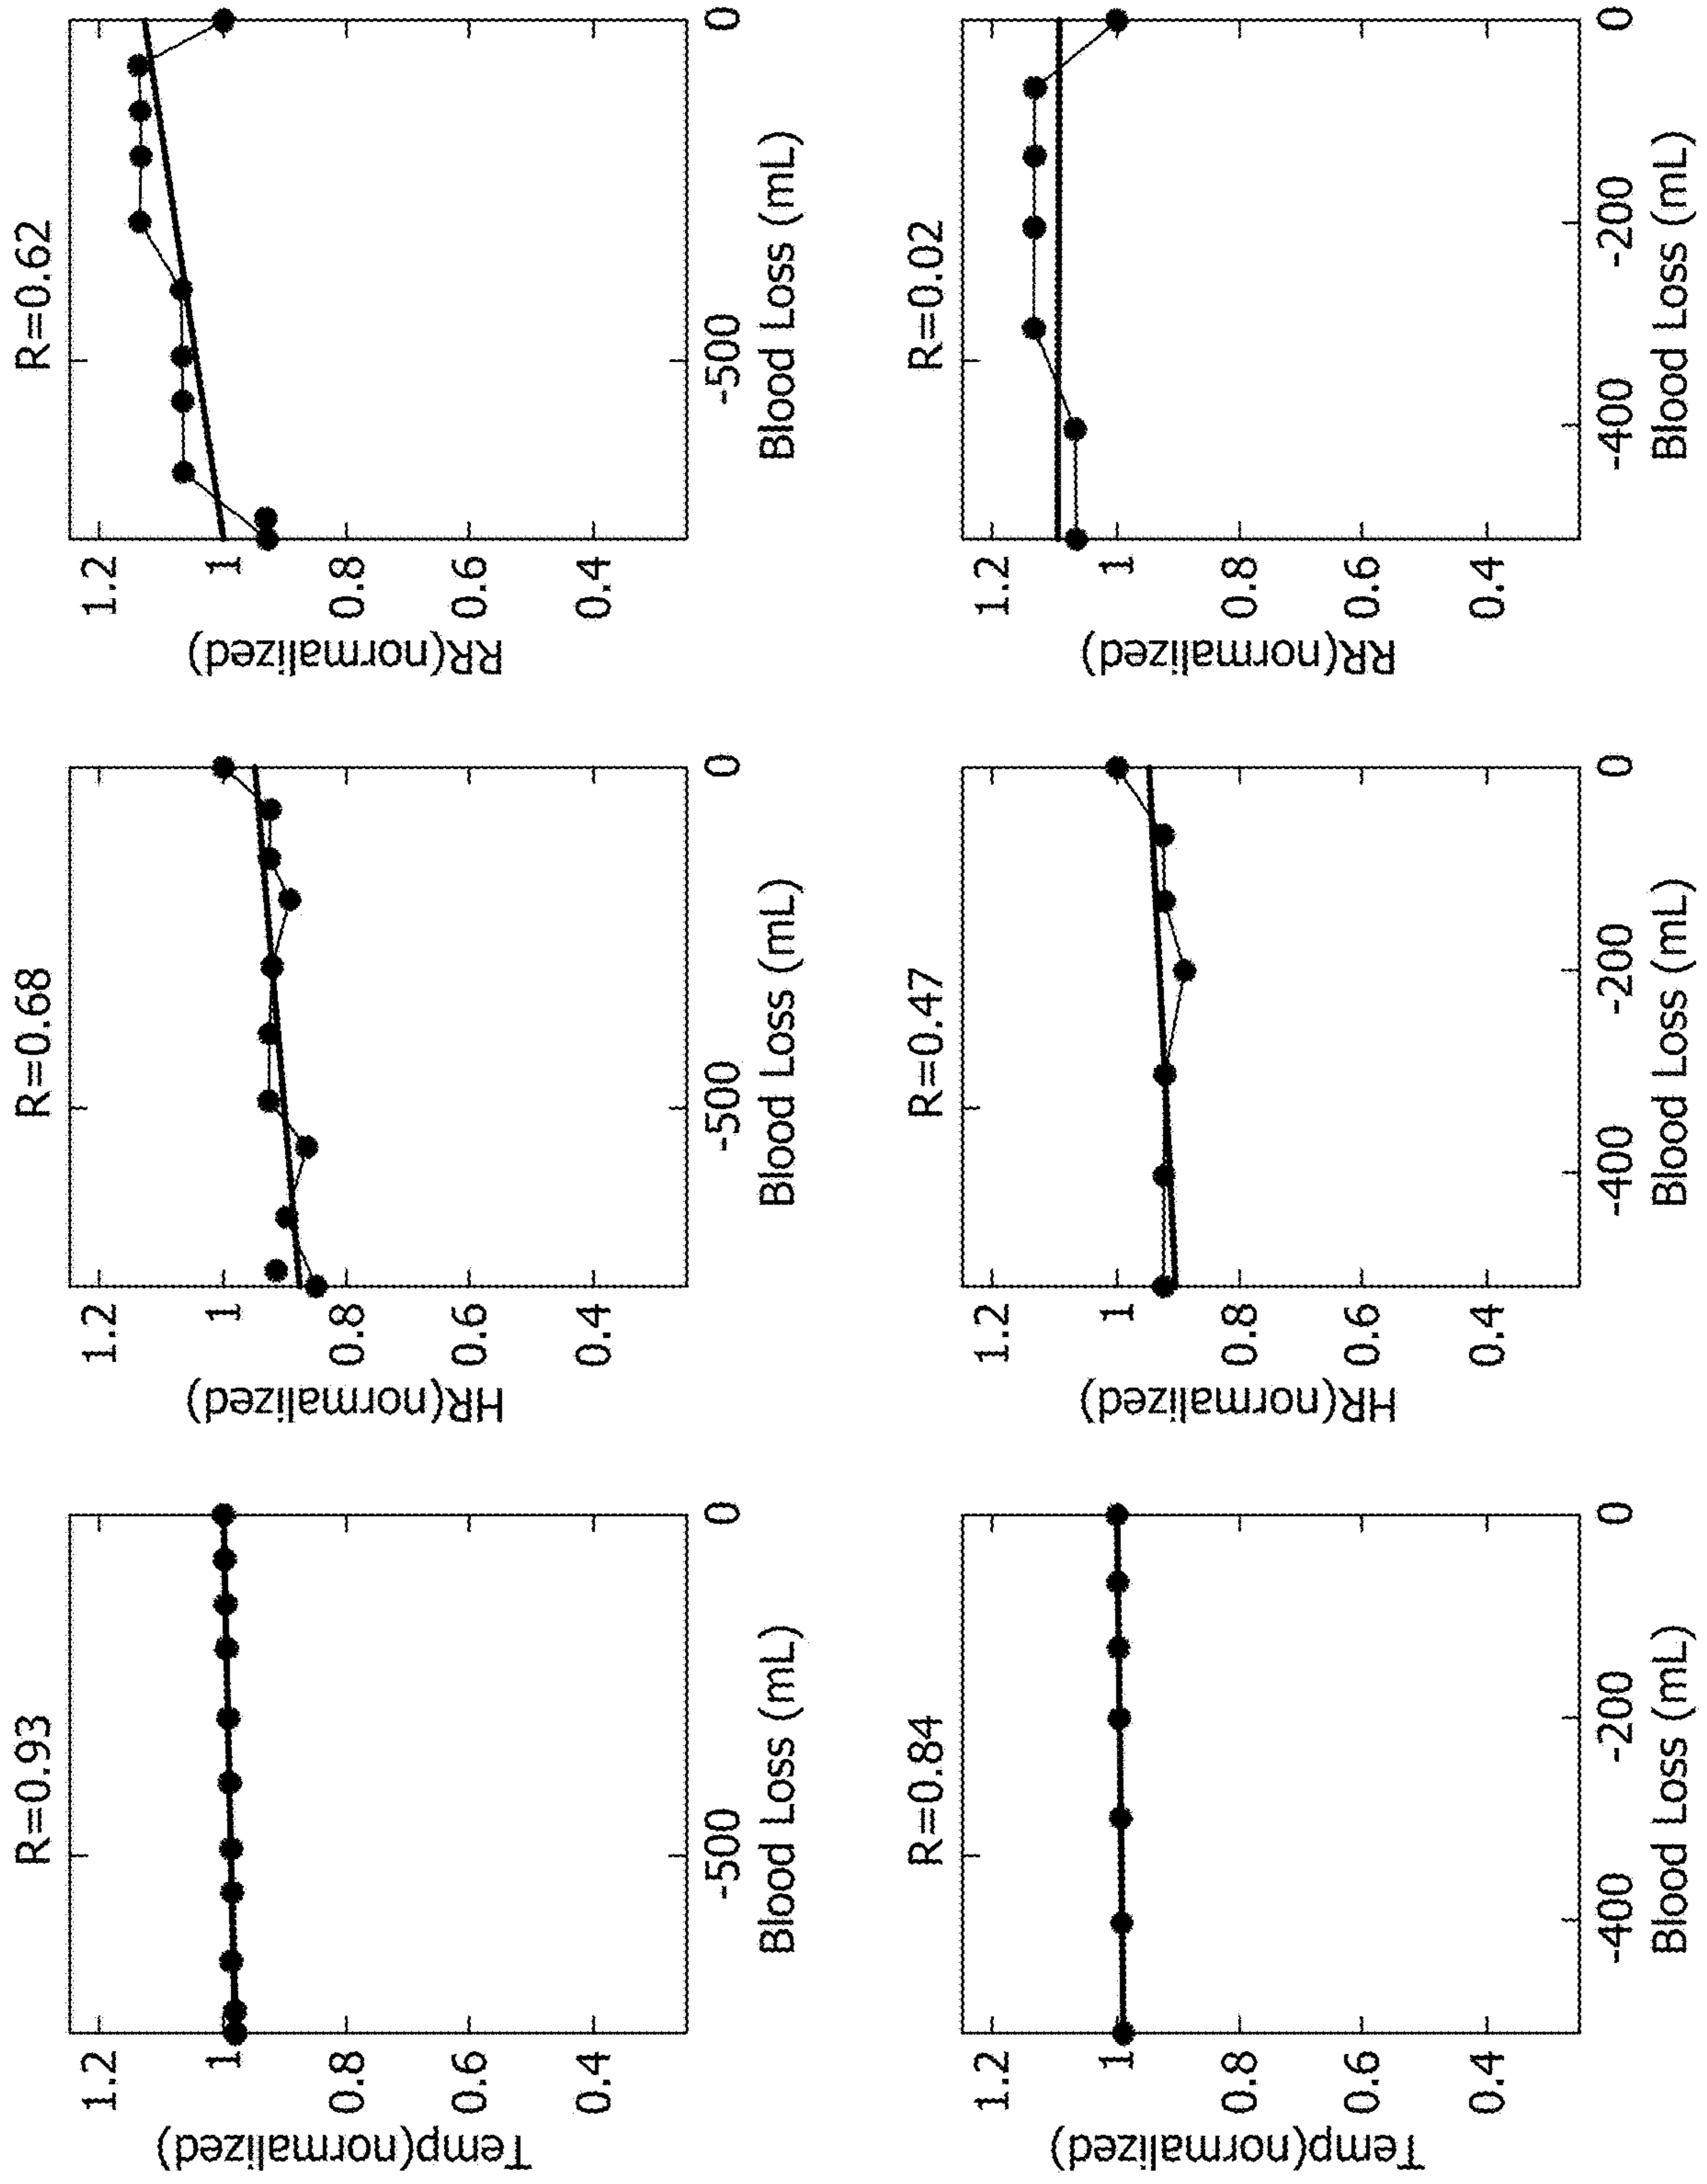 R=0.93
1.2
1
0.8
0.6
0.4
Temp(normalized)
-500
0
Blood Loss (mL)
R=0.68
1.2
1
0.8
0.6
0.4
HR(normalized)
-500
0
Blood Loss (mL)
R=0.62
1.2
1
0.8
0.6
0.4
RR(normalized)
-500
0
Blood Loss (mL)
R=0.84
1.2
1
0.8
0.6
0.4
Temp(normalized)
-400
-200
0
Blood Loss (mL)
R=0.47
1.2
1
0.8
0.6
0.4
HR(normalized)
-400
-200
0
Blood Loss (mL)
R=0.02
1.2
1
0.8
0.6
0.4
RR(normalized)
-400
-200
0
Blood Loss (mL)